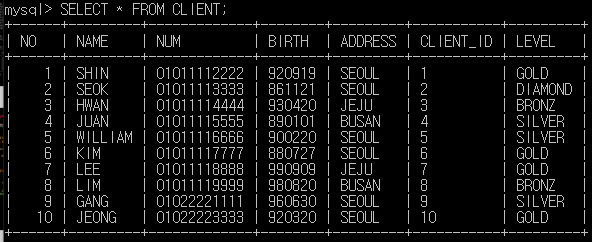 mysql> SELECT * FROM CLIENT;
+------+---------+-------------+--------+---------+-----------+---------+
| NO   | NAME    | NUM         | BIRTH  | ADDRESS | CLIENT_ID | LEVEL   |
+------+---------+-------------+--------+---------+-----------+---------+
|    1 | SHIN    | 01011112222 | 920919 | SEOUL   | 1         | GOLD    |
|    2 | SEOK    | 01011113333 | 861121 | SEOUL   | 2         | DIAMOND |
|    3 | HWAN    | 01011114444 | 930420 | JEJU    | 3         | BRONZ   |
|    4 | JUAN    | 01011115555 | 890101 | BUSAN   | 4         | SILVER  |
|    5 | WILLIAM | 01011116666 | 900220 | SEOUL   | 5         | SILVER  |
|    6 | KIM     | 01011117777 | 880727 | SEOUL   | 6         | GOLD    |
|    7 | LEE     | 01011118888 | 990909 | JEJU    | 7         | GOLD    |
|    8 | LIM     | 01011119999 | 980820 | BUSAN   | 8         | BRONZ   |
|    9 | GANG    | 01022221111 | 960630 | SEOUL   | 9         | SILVER  |
|   10 | JEONG   | 01022223333 | 920320 | SEOUL   | 10        | GOLD    |
+------+---------+-------------+--------+---------+-----------+---------+